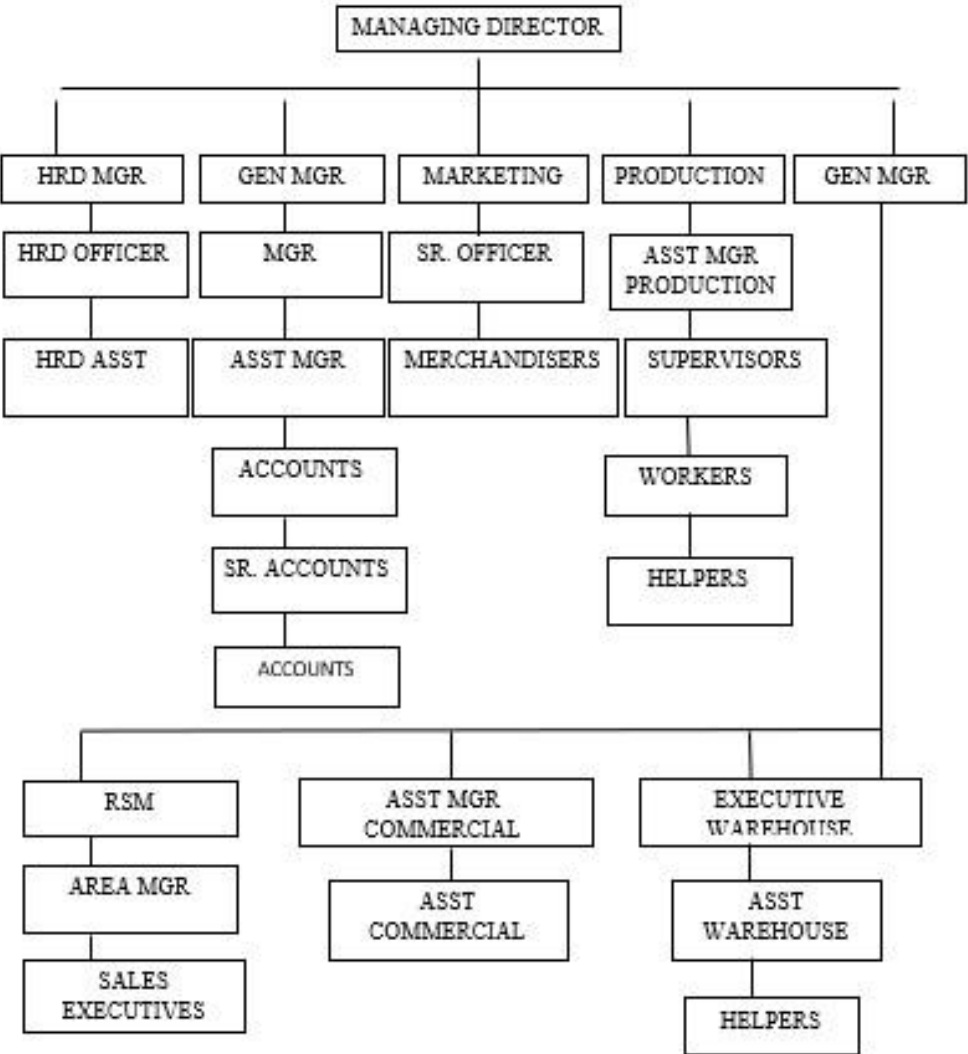 MANAGING DIRECTOR
HRD MGR
GEN MGR
MARKETING
PRODUCTION
GEN MGR
HRD OFFICER
MGR
SR. OFFICER
ASST MGR
PRODUCTION
HRD ASST
ASST MGR
MERCHANDISERS
SUPERVISORS
ACCOUNTS
WORKERS
SR. ACCOUNTS
HELPERS
ACCOUNTS
RSM
ASST MGR
COMMERCIAL
EXECUTIVE
WAREHOUSE
AREA MGR
ASST
COMMERCIAL
ASST
WAREHOUSE
SALES
EXECUTIVES
HELPERS